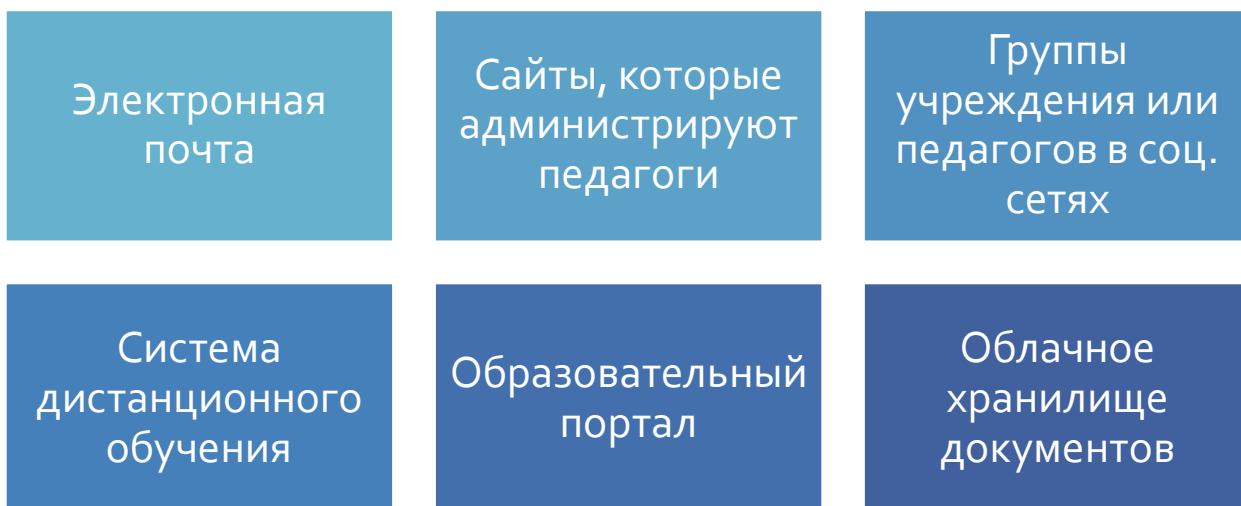 Электронная
почта
Сайты, которые
администрируют
педагоги
Группы
учреждения или
педагогов в соц.
сетях
Система
дистанционного
обучения
Образовательный
портал
Облачное
хранилище
документов